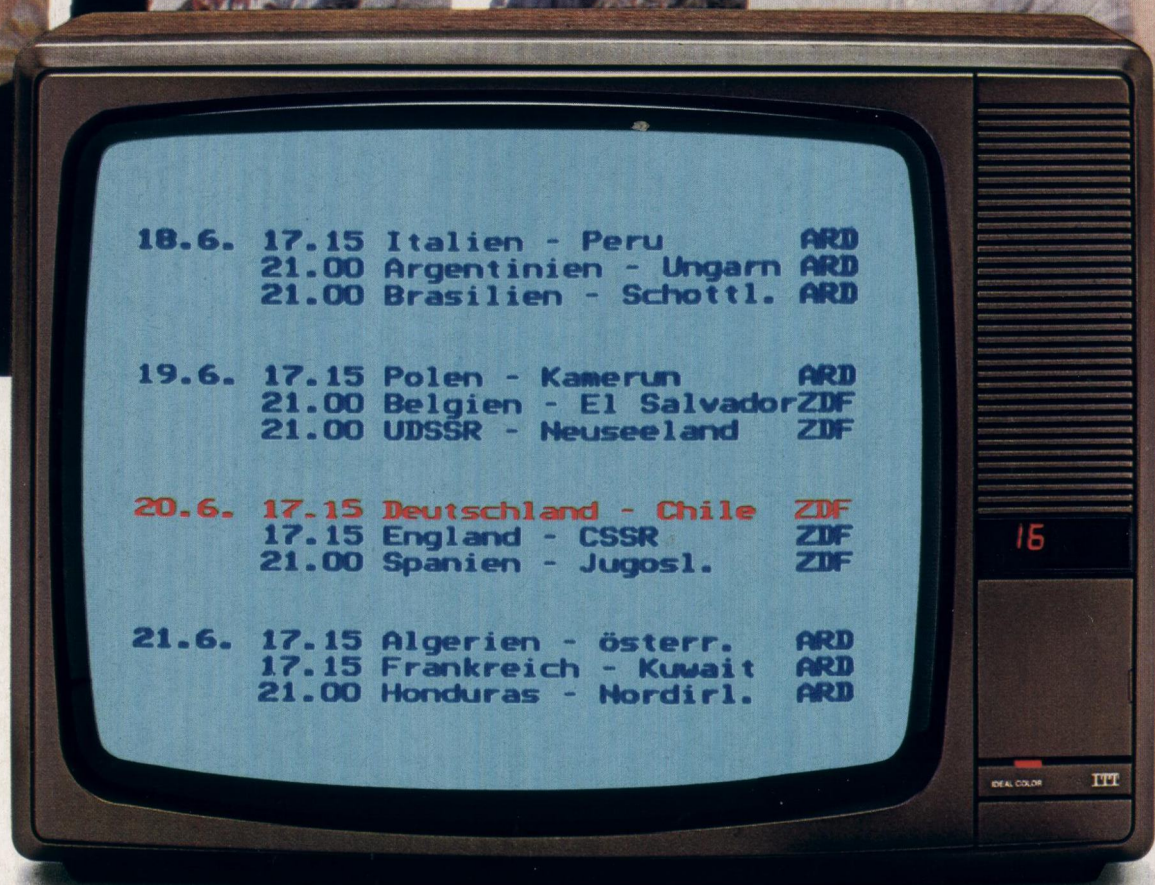 18.6. 17.15 Italien - Peru ARD
21.00 Argentinien - Ungarn ARD
21.00 Brasilien - Schottl. ARD
19.6. 17.15 Polen - Kamerun ARD
21.00 Belgien - El Salvador ZDF
21.00 UDSSR - Neuseeland ZDF
20.6. 17.15 Deutschland - Chile ZDF
17.15 England - CSSR ZDF
21.00 Spanien - Jugosl. ZDF
21.6. 17.15 Algerien - österr. ARD
17.15 Frankreich - Kuwait ARD
21.00 Honduras - Nordirl. ARD
16
IDEAL COLOR ITT